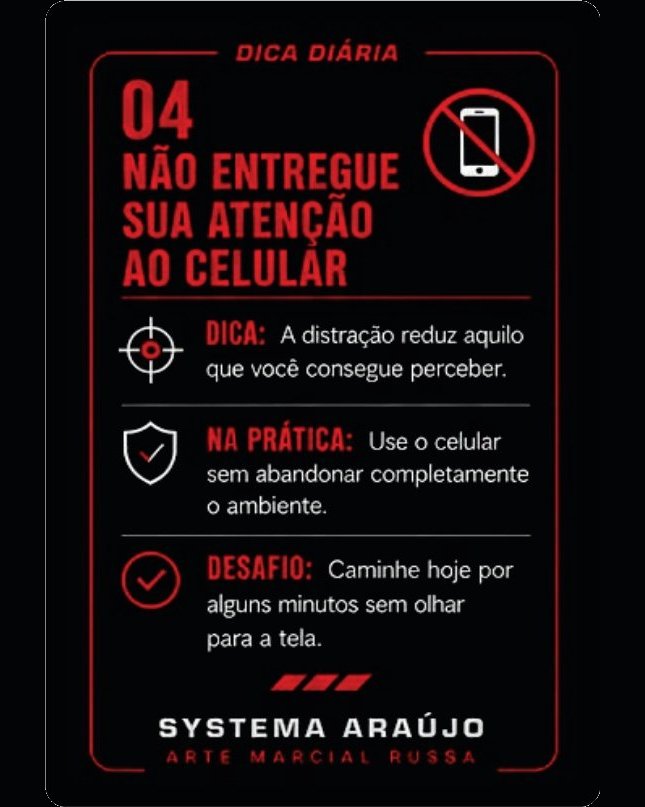 DICA DIÁRIA
04
NÃO ENTREGUE
SUA ATENÇÃO
AO CELULAR
DICA: A distração reduz aquilo
que você consegue perceber.
NA PRÁTICA: Use o celular
sem abandonar completamente
o ambiente.
DESAFIO: Caminhe hoje por
alguns minutos sem olhar
para a tela.
SYSTEMA ARAÚJO
ARTE MARCIAL RUSSA